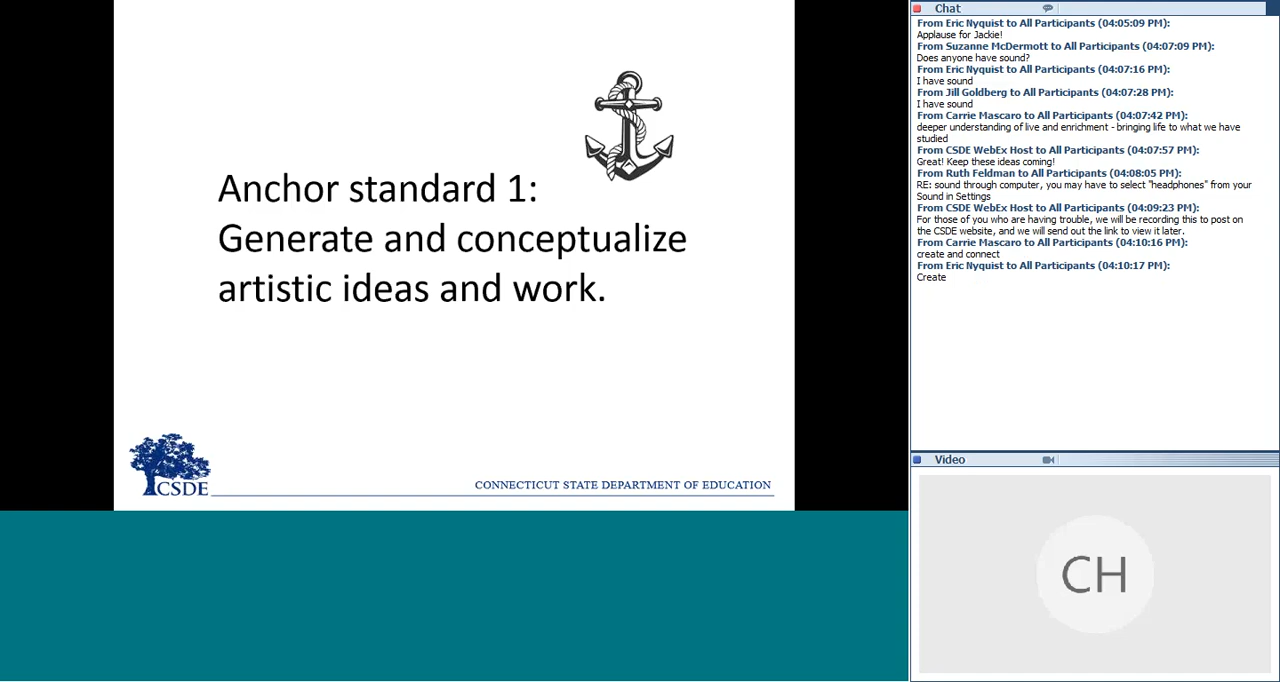 Anchor standard 1:
Generate and conceptualize
artistic ideas and work.
CSDE
CONNECTICUT STATE DEPARTMENT OF EDUCATION
Chat
From Eric Nyquist to All Participants (04:05:09 PM):
Applause for Jackie!
From Suzanne McDermott to All Participants (04:07:09 PM):
Does anyone have sound?
From Eric Nyquist to All Participants (04:07:16 PM):
I have sound
From Jill Goldberg to All Participants (04:07:28 PM):
I have sound
From Carrie Mascaro to All Participants (04:07:42 PM):
deeper understanding of live and enrichment - bringing life to what we have
studied
From CSDE WebEx Host to All Participants (04:07:57 PM):
Great! Keep these ideas coming!
From Ruth Feldman to All Participants (04:08:05 PM):
RE: sound through computer, you may have to select "headphones" from your
Sound in Settings
From CSDE WebEx Host to All Participants (04:09:23 PM):
For those of you who are having trouble, we will be recording this to post on
the CSDE website, and we will send out the link to view it later.
From Carrie Mascaro to All Participants (04:10:16 PM):
create and connect
From Eric Nyquist to All Participants (04:10:17 PM):
Create
Video
CH